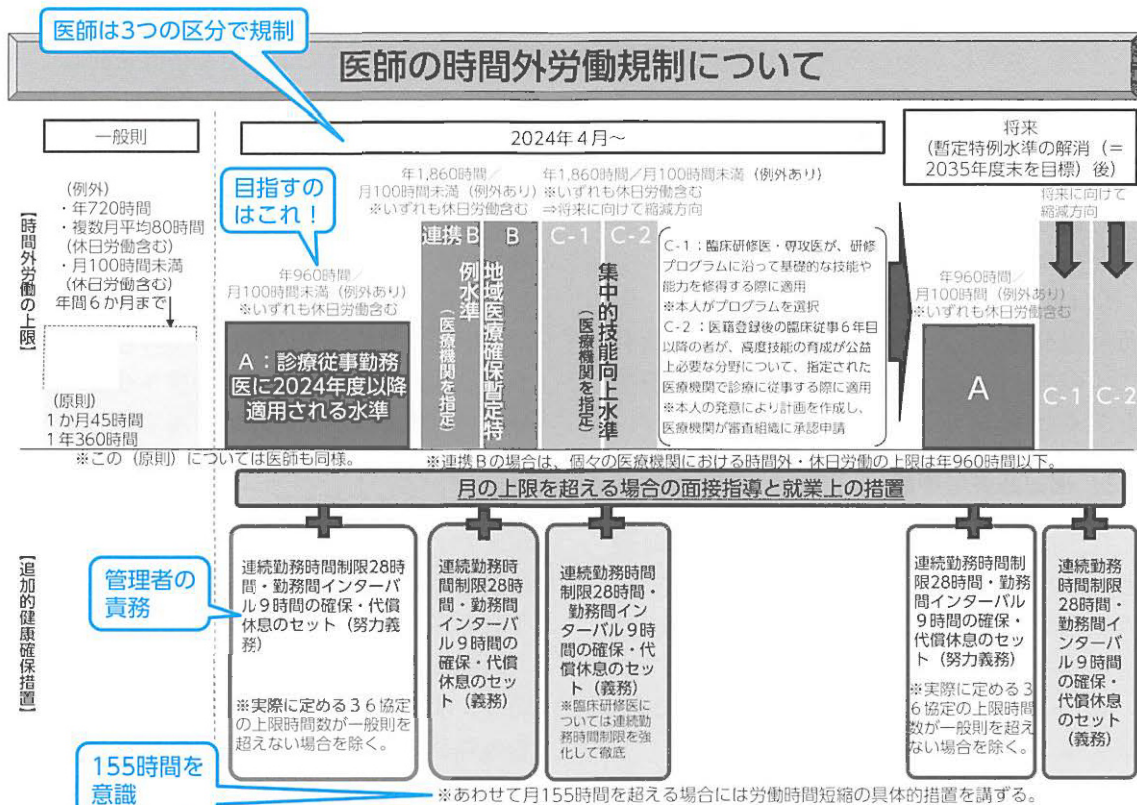 医師は3つの区分で規制
医師の時間外労働規制について
一般則
2024年4月～
将来
(暫定特例水準の解消(=
2035年度末を目標)後)
【時間外労働の上限】
(例外)
・年720時間
・複数月平均80時間
(休日労働含む)
・月100時間未満
(休日労働含む)
年間6か月まで
(原則)
1か月45時間
1年360時間
※この(原則)については医師も同様。
目指すの
はこれ!
年960時間/
月100時間未満(例外あり)
※いずれも休日労働含む
A:診療従事勤務
医に2024年度以降
適用される水準
年1,860時間/
月100時間未満(例外あり)
※いずれも休日労働含む
連携B
B
地域医療確保暫定特
例水準
(医療機関を指定)
年1,860時間/月100時間未満(例外あり)
※いずれも休日労働含む
⇒将来に向けて縮減方向
C-1
C-2
集中的技能向上水準
(医療機関を指定)
C-1:臨床研修医・専攻医が、研修
プログラムに沿って基礎的な技能や
能力を修得する際に適用
※本人がプログラムを選択
C-2:医籍登録後の臨床従事6年目
以降の者が、高度技能の育成が公益
上必要な分野について、指定された
医療機関で診療に従事する際に適用
※本人の発意により計画を作成し、
医療機関が審査組織に承認申請
将来に向けて
縮減方向
年960時間/
月100時間(例外あり)
※いずれも休日労働含む
A
C-1
C-2
※連携Bの場合は、個々の医療機関における時間外・休日労働の上限は年960時間以下。
月の上限を超える場合の面接指導と就業上の措置
【追加的健康確保措置】
管理者の
責務
連続勤務時間制限28時
間・勤務間インターバ
ル9時間の確保・代償
休息のセット(努力義
務)
※実際に定める36協定
の上限時間数が一般則を
超えない場合を除く。
連続勤務時間制限28時
間・勤務間
インターバ
ル9時間の
確保・代償
休息のセッ
ト(義務)
連続勤務時間
制限28時間・
勤務間イン
ターバル9時
間の確保・代
償休息のセッ
ト(義務)
※臨床研修医に
ついては連続勤
務時間制限を強
化して徹底
連続勤務時間制
限28時間・勤務
間インターバル
9時間の確保・
代償休息のセッ
ト(努力義務)
※実際に定める3
6協定の上限時間
数が一般則を超え
ない場合を除く。
連続勤務
時間制限
28時間・
勤務間イ
ンターバ
ル9時間
の確保・
代償休息
のセット
(義務)
155時間を
意識
※あわせて月155時間を超える場合には労働時間短縮の具体的措置を講ずる。